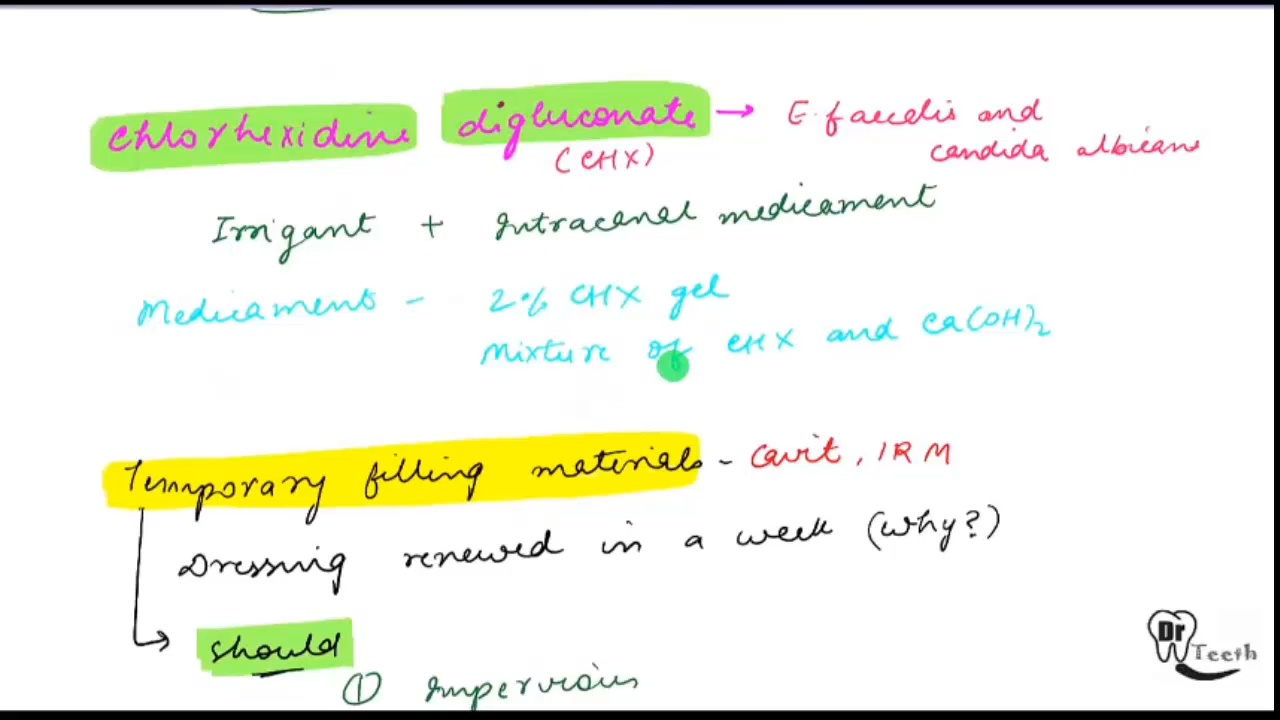 Chlorhexidine digluconate → E. faecalis and
(CHX) candida albicans
Irrigant + Intracanal medicament
Medicament - 2% CHX gel
Mixture of CHX and Ca(OH)2
Temporary filling materials - Cavit, IRM
Dressing renewed in a week (why?)
should
① Impervious
Dr Teeth